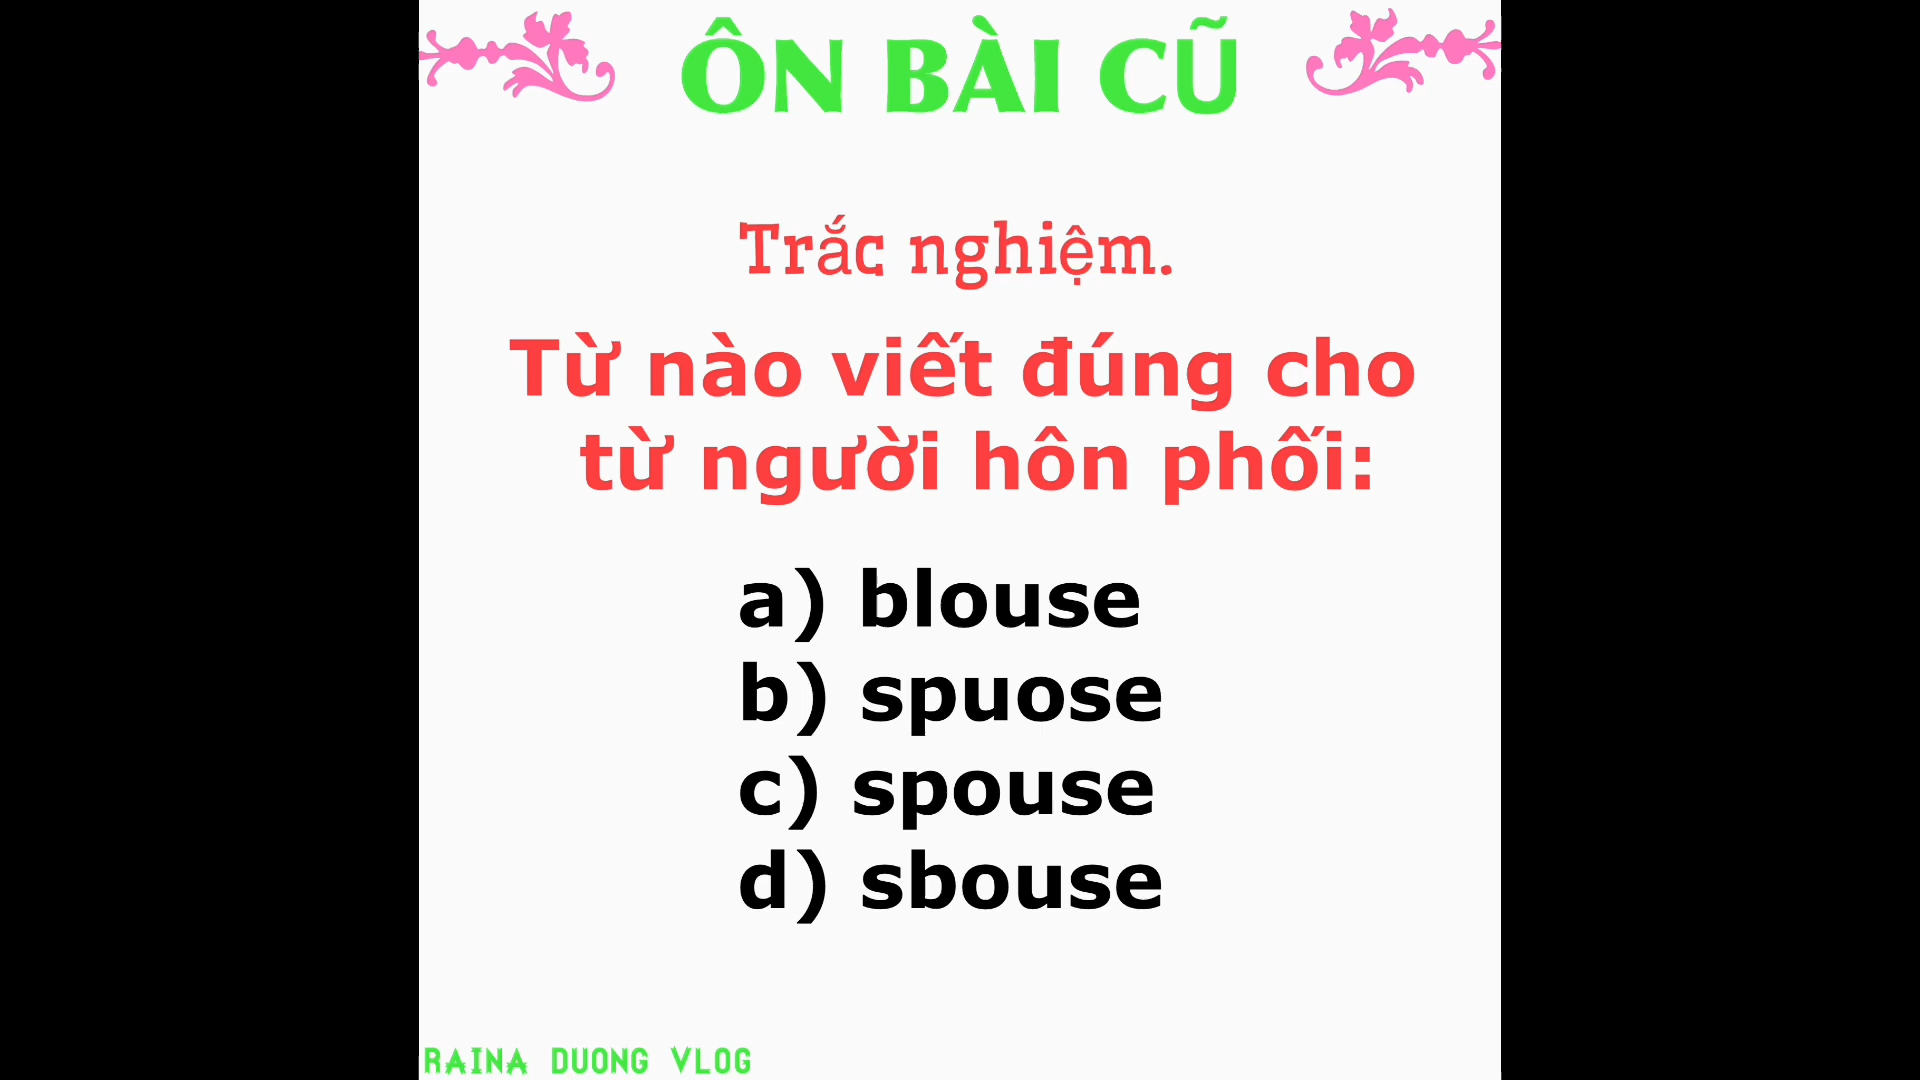 ÔN BÀI CŨ
Trắc nghiệm.
Từ nào viết đúng cho
từ người hôn phối:
a) blouse
b) spuose
c) spouse
d) sbouse
RAINA DUONG VLOG